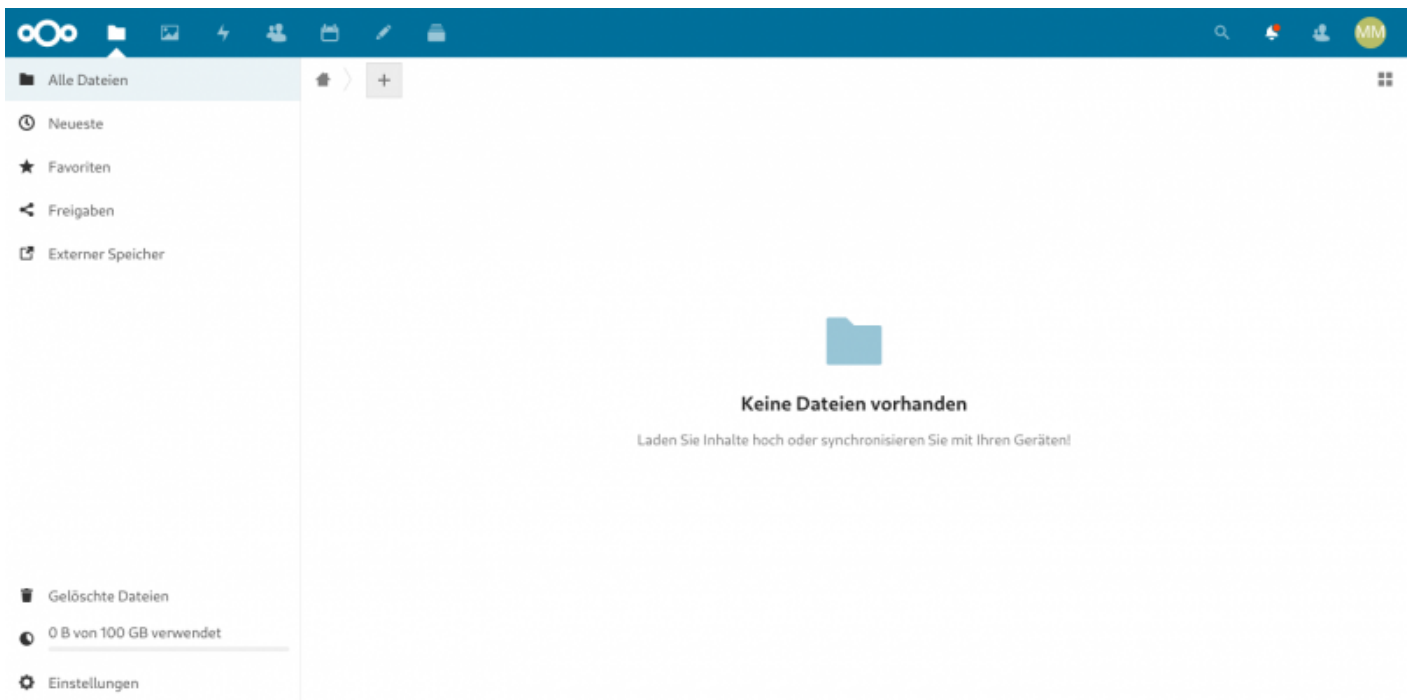 MM
Alle Dateien
Neueste
Favoriten
Freigaben
Externer Speicher
Keine Dateien vorhanden
Laden Sie Inhalte hoch oder synchronisieren Sie mit Ihren Geräten!
Gelöschte Dateien
0 B von 100 GB verwendet
Einstellungen